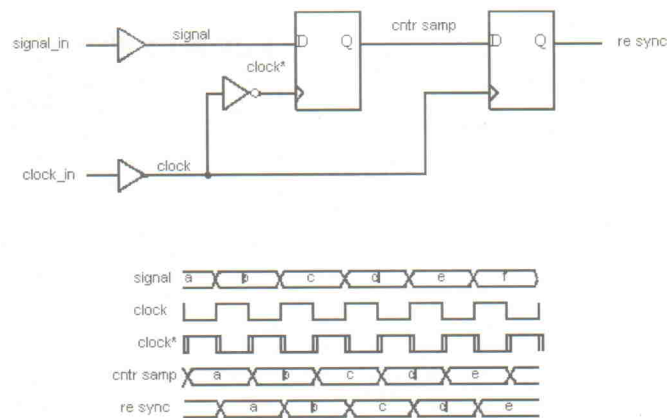 signal_in
signal
D Q
cntr samp
D Q
re sync
clock*
clock_in
clock
signal a b c d e f
clock
clock*
cntr samp a b c d e
re sync a b c d e